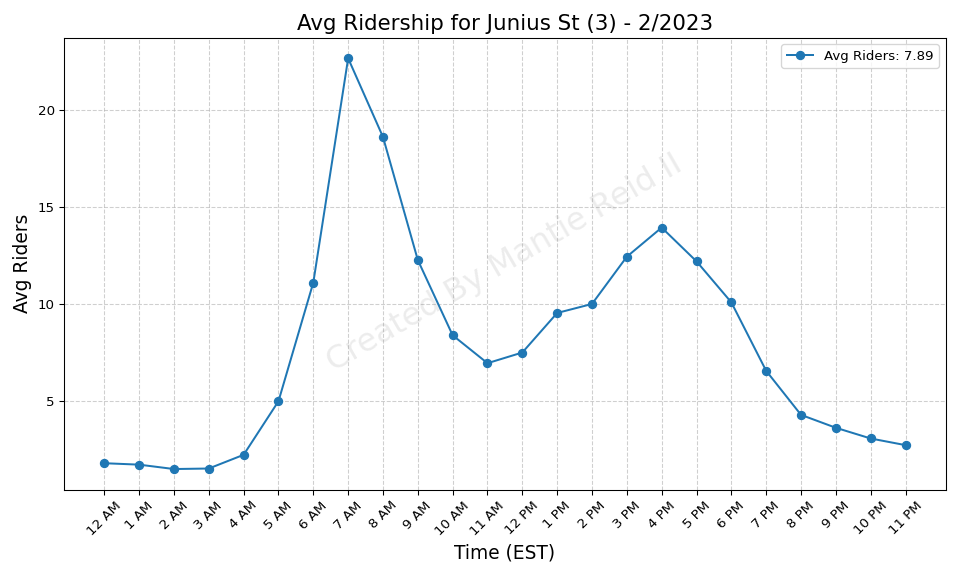 Avg Ridership for Junius St (3) - 2/2023
Avg Riders: 7.89
Avg Riders
20
15
10
5
Created By Mantie Reid II
12 AM
1 AM
2 AM
3 AM
4 AM
5 AM
6 AM
7 AM
8 AM
9 AM
10 AM
11 AM
12 PM
1 PM
2 PM
3 PM
4 PM
5 PM
6 PM
7 PM
8 PM
9 PM
10 PM
11 PM
Time (EST)